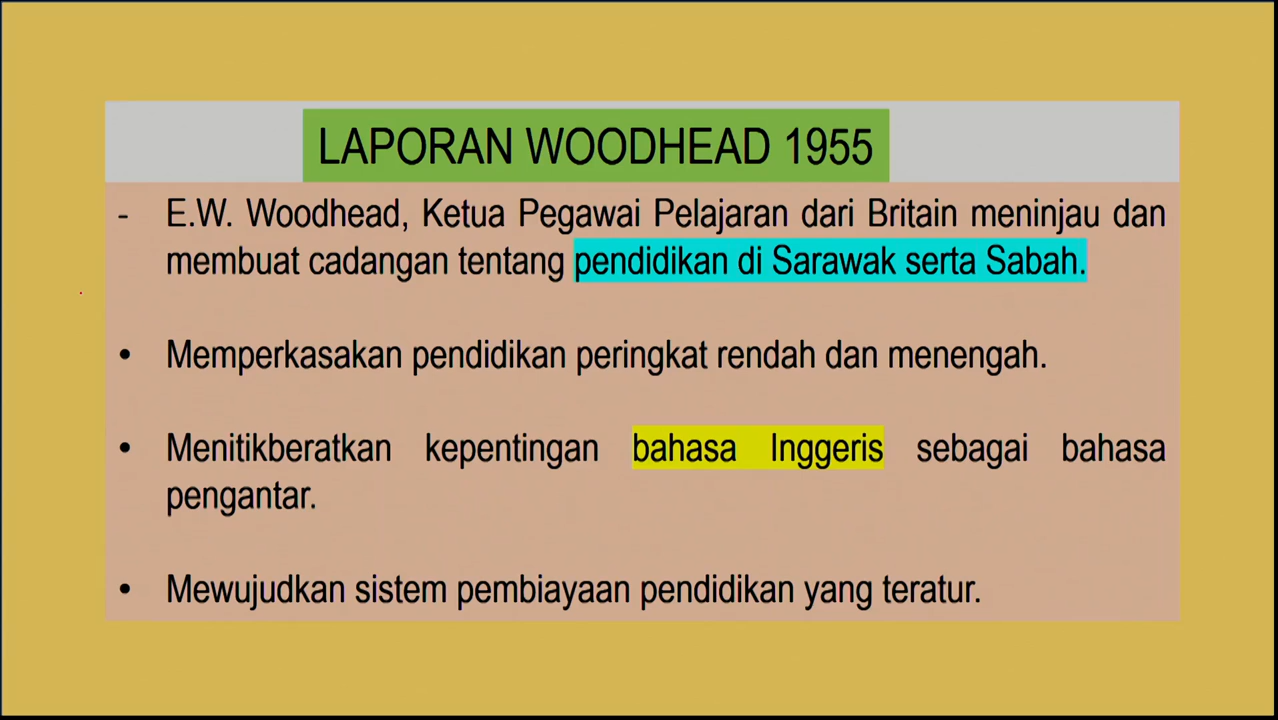 LAPORAN WOODHEAD 1955
- E.W. Woodhead, Ketua Pegawai Pelajaran dari Britain meninjau dan
membuat cadangan tentang pendidikan di Sarawak serta Sabah.
• Memperkasakan pendidikan peringkat rendah dan menengah.
• Menitikberatkan kepentingan bahasa Inggeris sebagai bahasa
pengantar.
• Mewujudkan sistem pembiayaan pendidikan yang teratur.